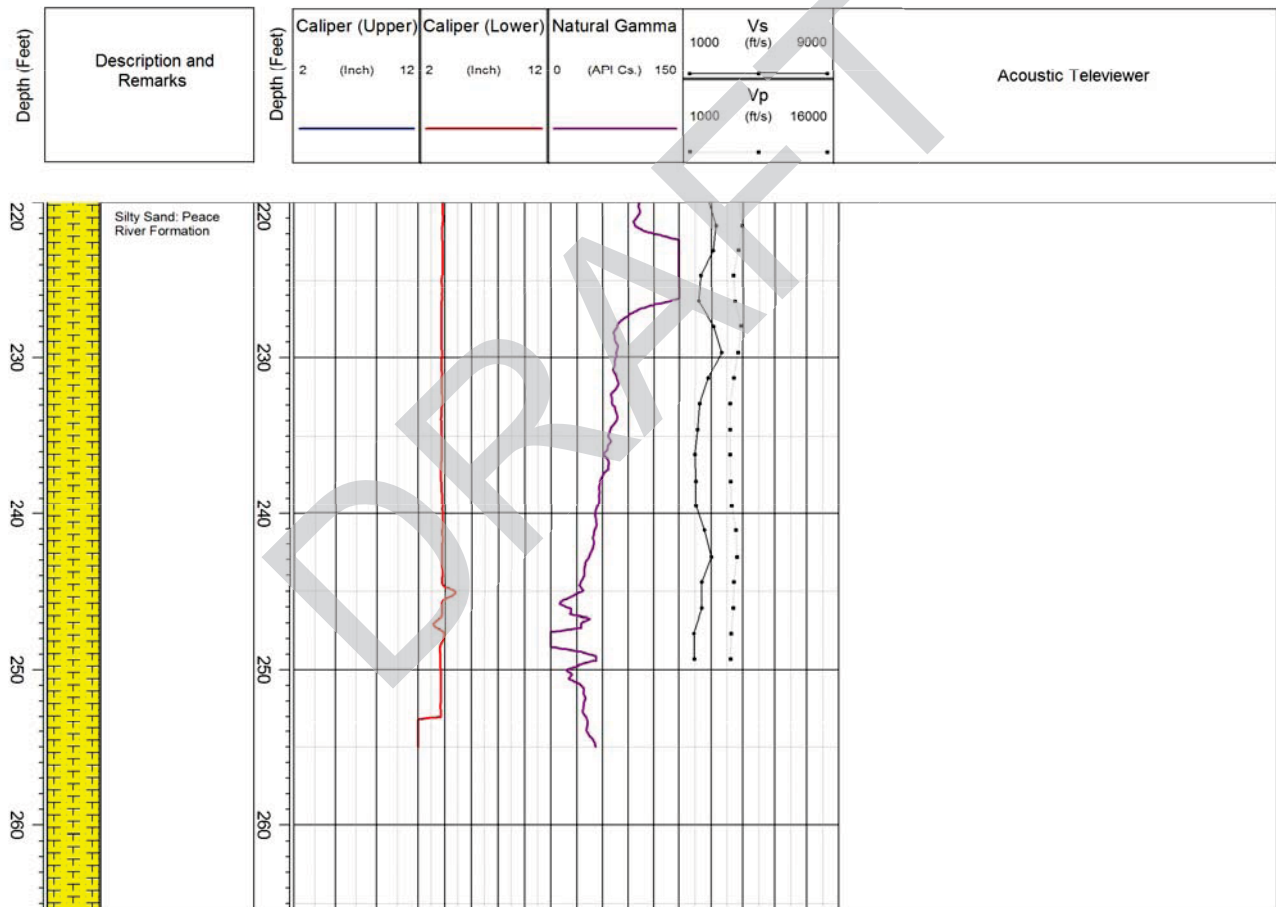 Depth (Feet)
Description and
Remarks
Depth (Feet)
Caliper (Upper)
2 (Inch) 12
Caliper (Lower)
2 (Inch) 12
Natural Gamma
0 (API Cs.) 150
Vs
1000 (ft/s) 9000
Vp
1000 (ft/s) 16000
Acoustic Televiewer
220
230
240
250
260
Silty Sand: Peace
River Formation
220
230
240
250
260
DRAFT